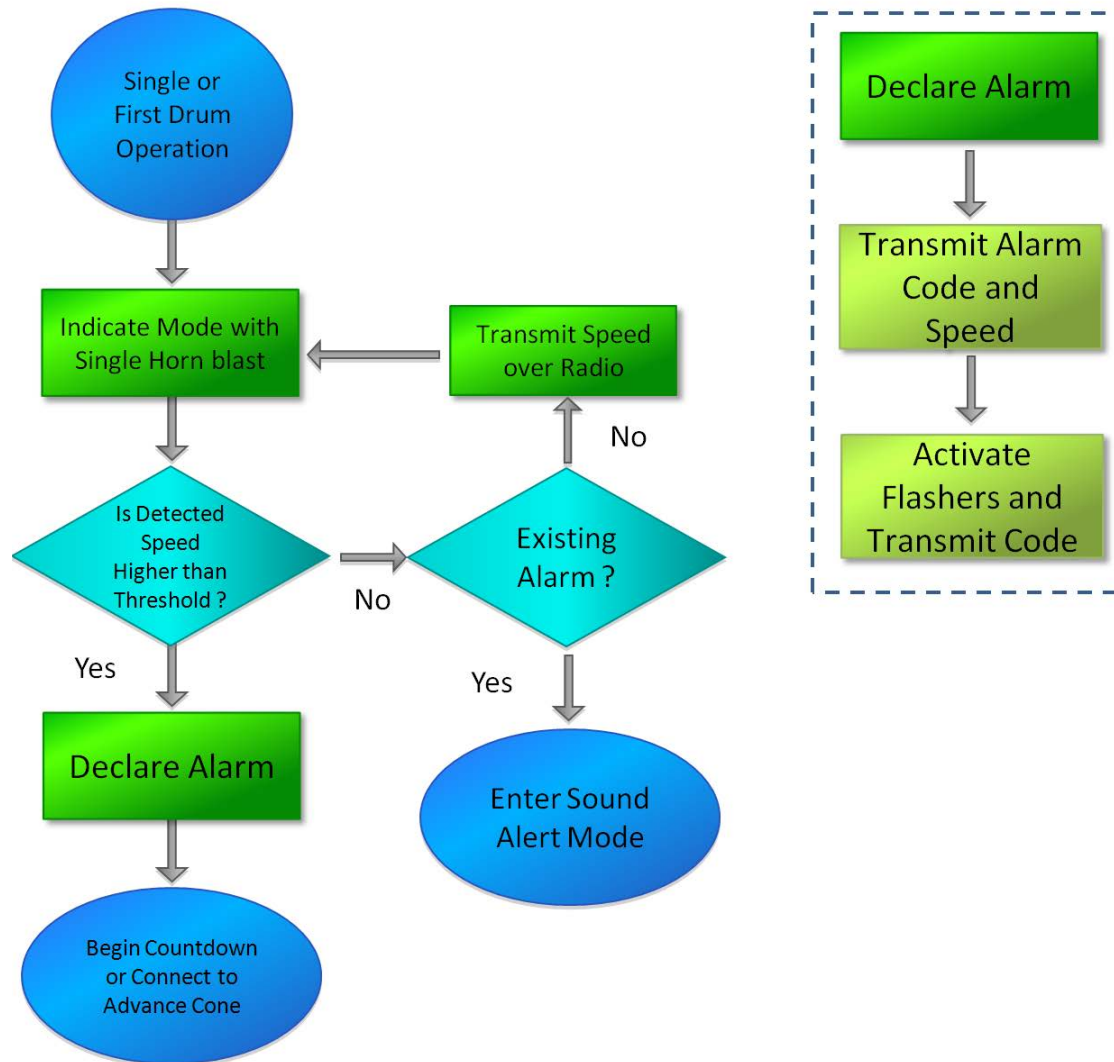 Single or
First Drum
Operation
Indicate Mode with
Single Horn blast
Transmit Speed
over Radio
No
Is Detected
Speed
Higher than
Threshold ?
No
Existing
Alarm ?
Yes
Yes
Declare Alarm
Enter Sound
Alert Mode
Begin Countdown
or Connect to
Advance Cone
Declare Alarm
Transmit Alarm
Code and
Speed
Activate
Flashers and
Transmit Code